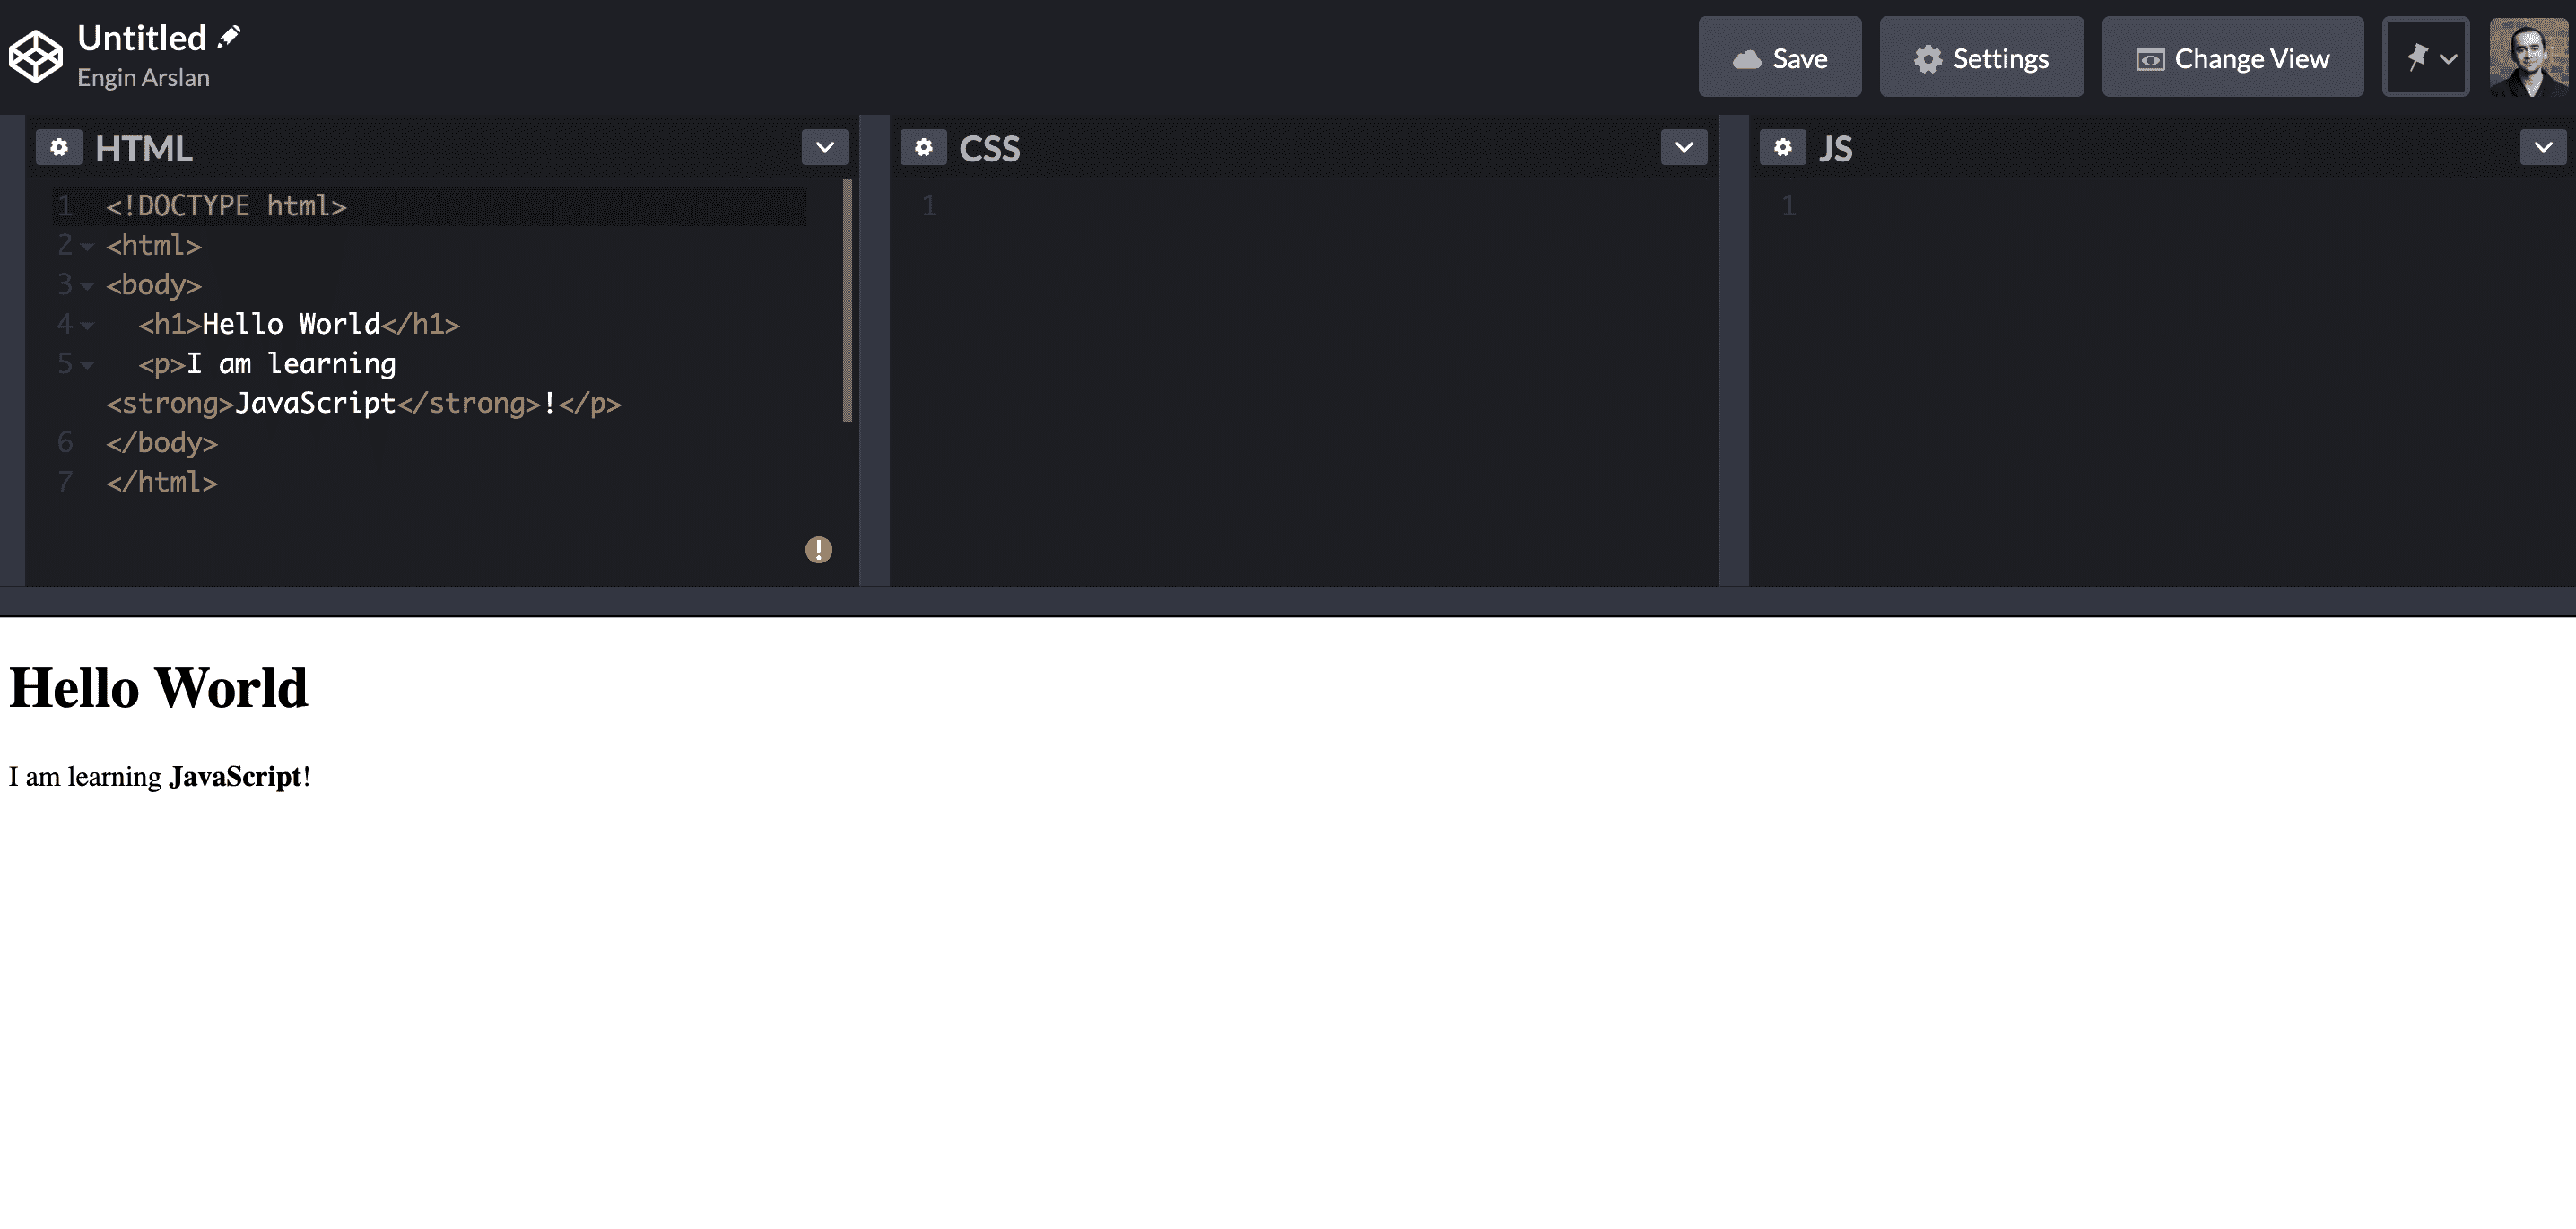 Untitled
Engin Arslan
Save
Settings
Change View
HTML
1 <!DOCTYPE html>
2 <html>
3 <body>
4 <h1>Hello World</h1>
5 <p>I am learning
<strong>JavaScript</strong>!</p>
6 </body>
7 </html>
CSS
1
JS
1
Hello World
I am learning JavaScript!